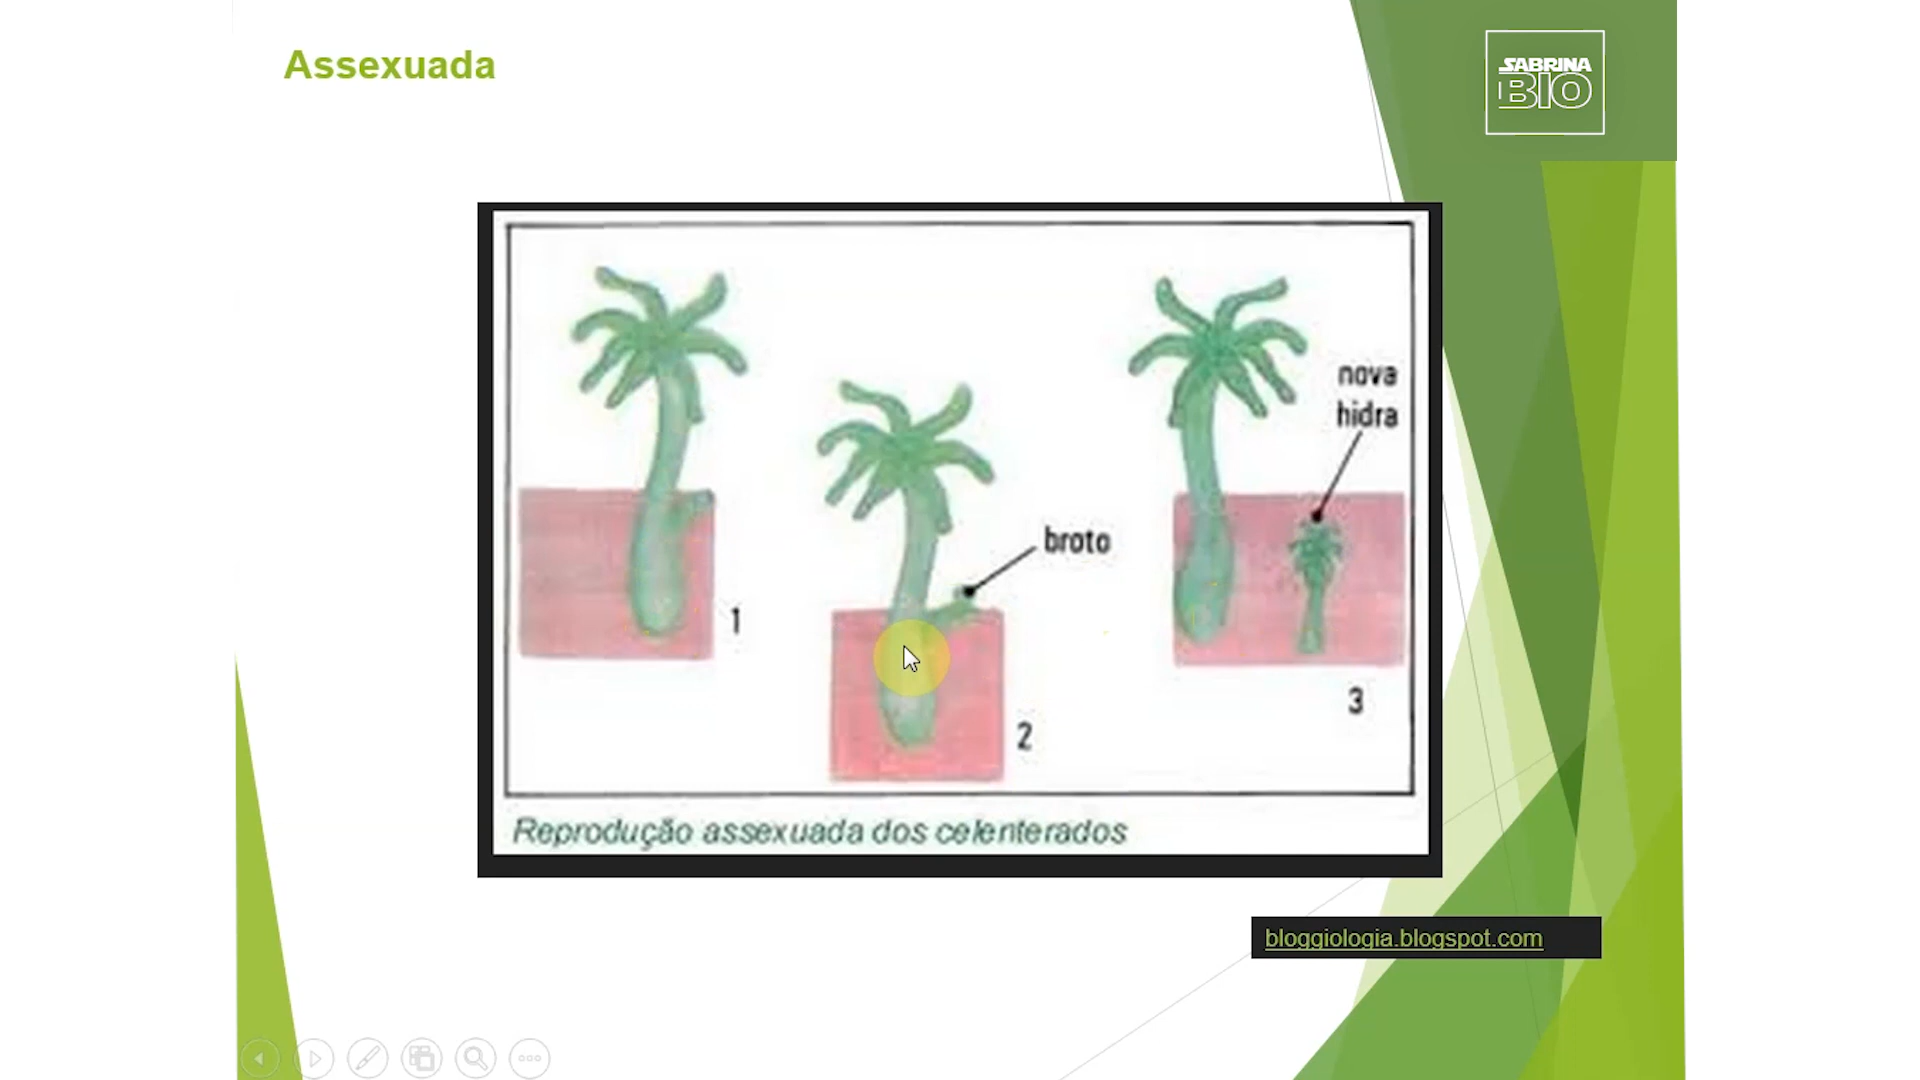 Assexuada
SABRINA
BIO
nova
hidra
broto
1
2
3
Reprodução assexuada dos celenterados
bloggiologia.blogspot.com